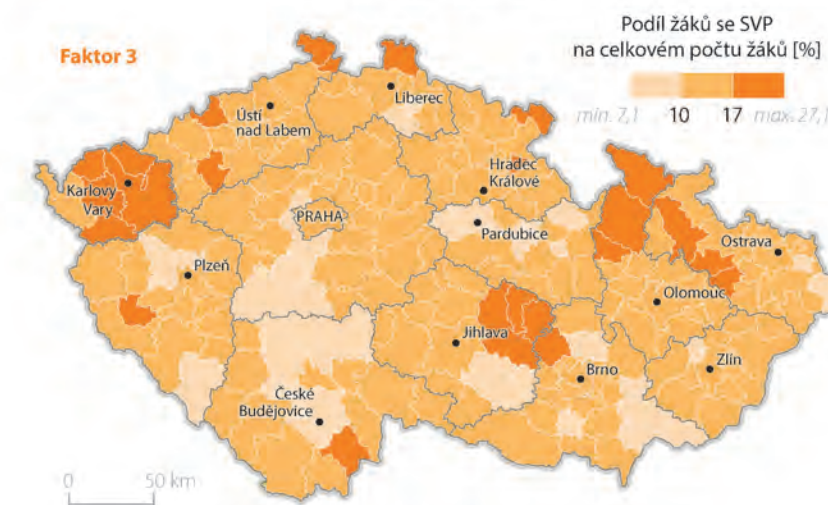 Faktor 3
Podíl žáků se SVP
na celkovém počtu žáků [%]
min. 7,1 10 17 max. 27,1
Liberec
Ústí
nad Labem
Karlovy
Vary
Hradec
Králové
PRAHA
Pardubice
Ostrava
Plzeň
Olomouc
Jihlava
Zlín
Brno
České
Budějovice
0 50 km